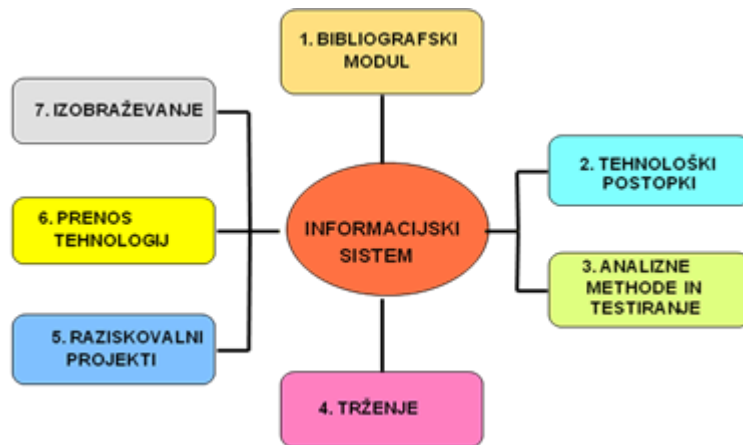 1. BIBLIOGRAFSKI
MODUL
7. IZOBRAŽEVANJE
2. TEHNOLOŠKI
POSTOPKI
6. PRENOS
TEHNOLOGIJ
INFORMACIJSKI
SISTEM
3. ANALIZNE
METHODE IN
TESTIRANJE
5. RAZISKOVALNI
PROJEKTI
4. TRŽENJE